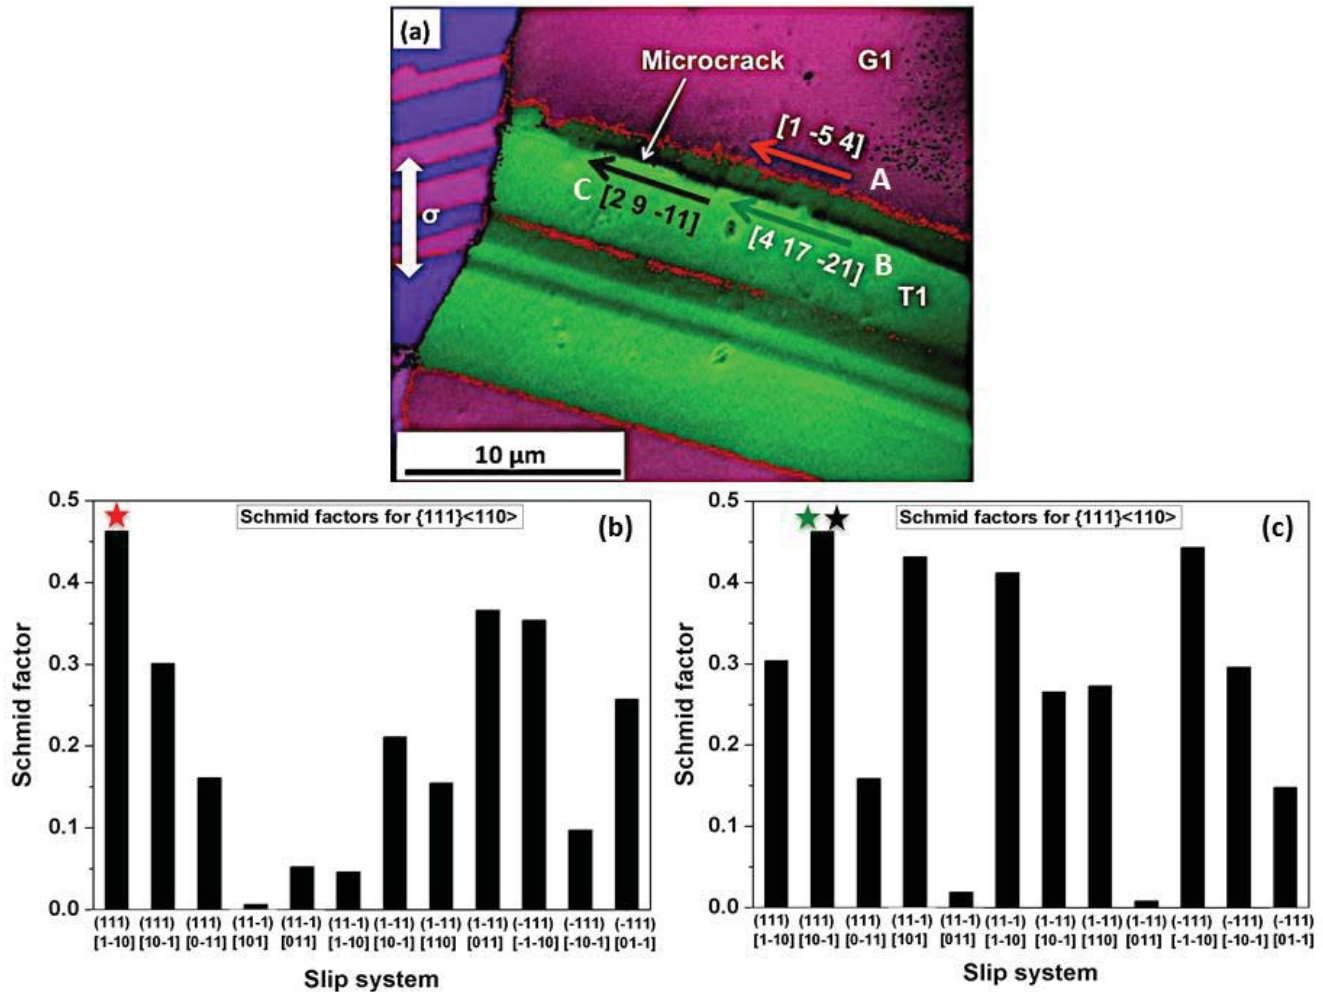 (a)
Microcrack
G1
[1 -5 4]
A
C
[2 9 -11]
σ
[4 17 -21]
B
T1
10 µm
Schmid factors for {111}<110>
(b)
0.5
0.4
0.3
0.2
0.1
0.0
Schmid factor
(111) (111) (111) (11-1) (11-1) (11-1) (1-11) (1-11) (1-11) (-111) (-111) (-111)
[1-10] [10-1] [0-11] [101] [011] [1-10] [10-1] [110] [011] [-1-10] [-10-1] [01-1]
Slip system
Schmid factors for {111}<110>
(c)
0.5
0.4
0.3
0.2
0.1
0.0
Schmid factor
(111) (111) (111) (11-1) (11-1) (11-1) (1-11) (1-11) (1-11) (-111) (-111) (-111)
[1-10] [10-1] [0-11] [101] [011] [1-10] [10-1] [110] [011] [-1-10] [-10-1] [01-1]
Slip system